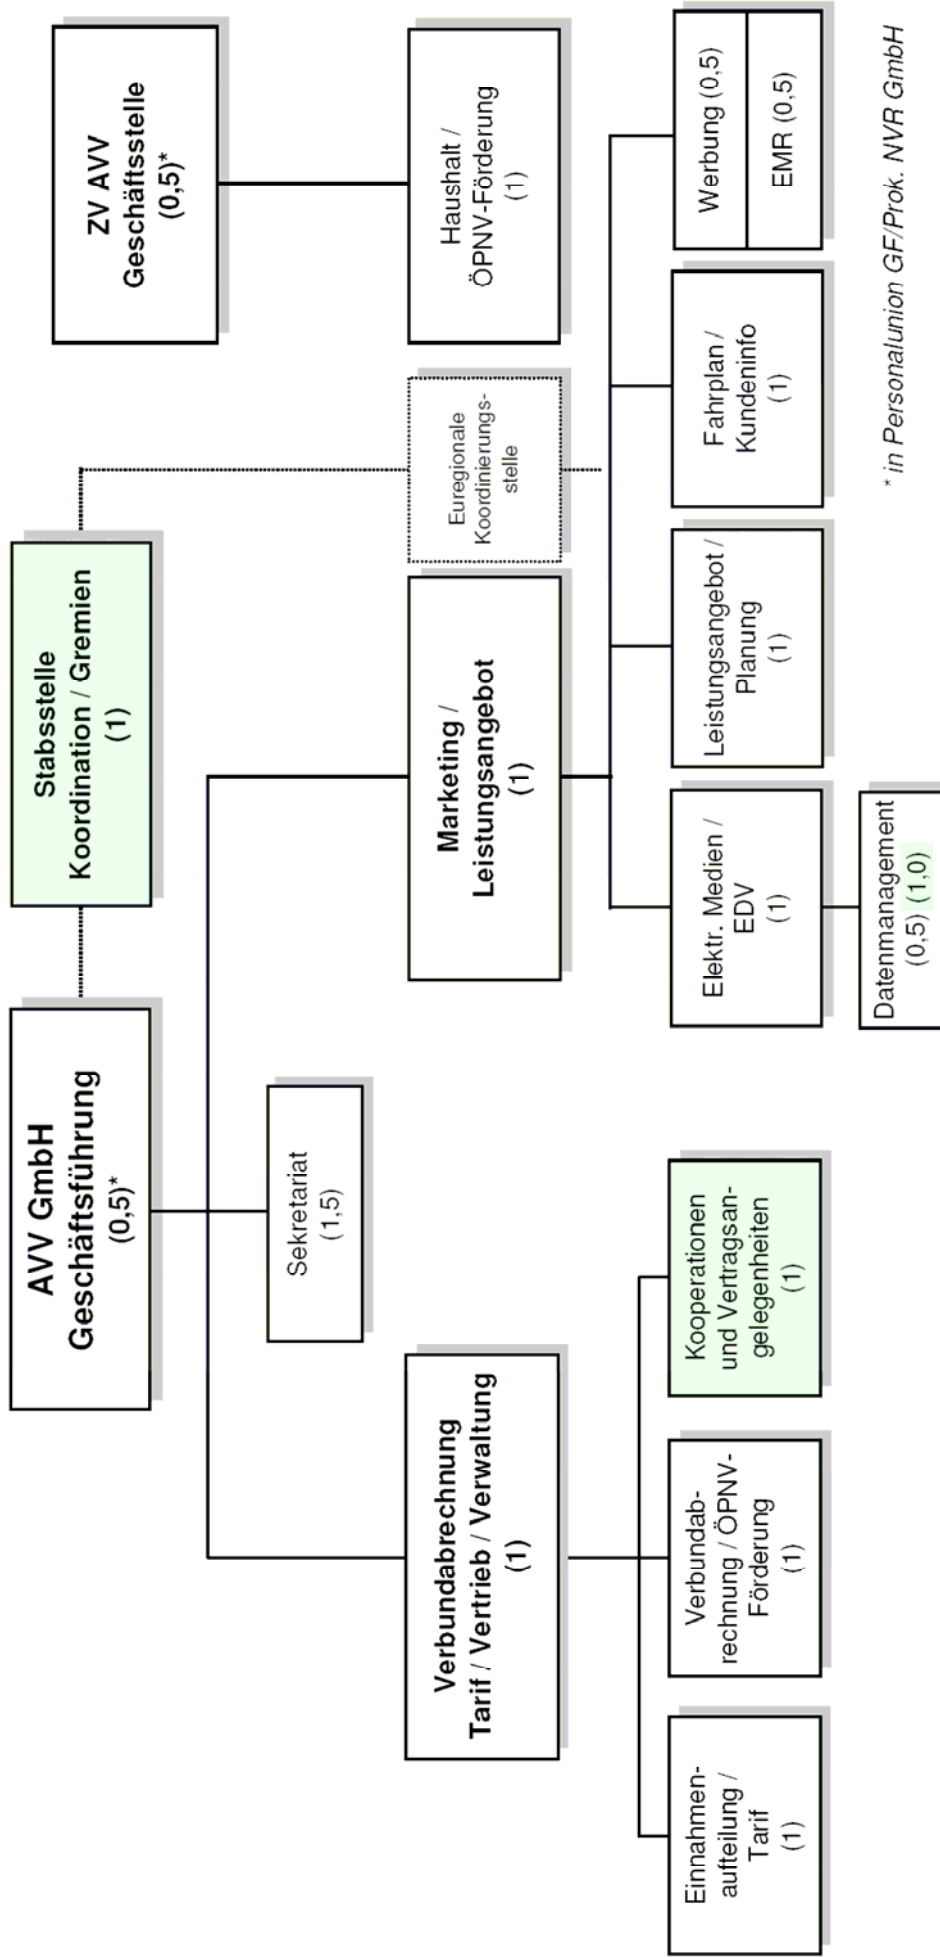 AVV GmbH
Geschäftsführung
(0,5)*
Stabsstelle
Koordination / Gremien
(1)
ZV AVV
Geschäftsstelle
(0,5)*
Sekretariat
(1,5)
Verbundabrechnung
Tarif / Vertrieb / Verwaltung
(1)
Marketing /
Leistungsangebot
(1)
Euregionale
Koordinierungs-
stelle
Haushalt /
ÖPNV-Förderung
(1)
Einnahmen-
aufteilung /
Tarif
(1)
Verbundab-
rechnung / ÖPNV-
Förderung
(1)
Kooperationen
und Vertragsan-
gelegenheiten
(1)
Elektr. Medien /
EDV
(1)
Leistungsangebot /
Planung
(1)
Fahrplan /
Kundeninfo
(1)
Werbung (0,5)
EMR (0,5)
Datenmanagement
(0,5) (1,0)
* in Personalunion GF/Prok. NVR GmbH